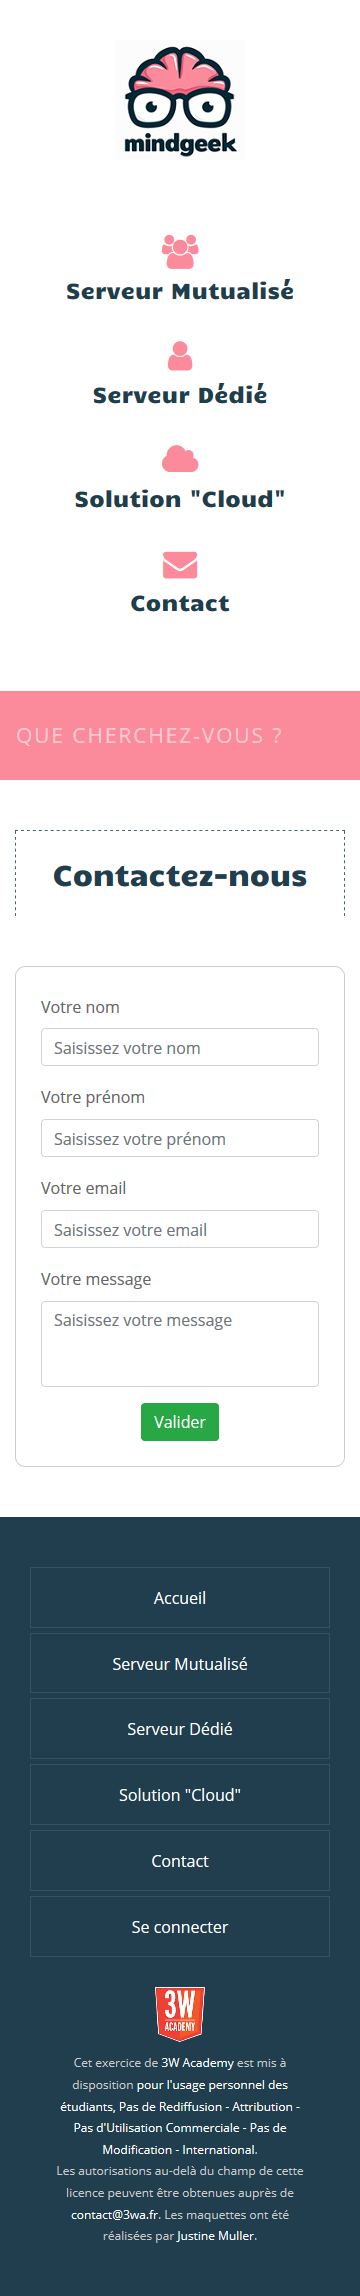 mindgeek
Serveur Mutualisé
Serveur Dédié
Solution "Cloud"
Contact
QUE CHERCHEZ-VOUS ?
Contactez-nous
Votre nom
Saisissez votre nom
Votre prénom
Saisissez votre prénom
Votre email
Saisissez votre email
Votre message
Saisissez votre message
Valider
Accueil
Serveur Mutualisé
Serveur Dédié
Solution "Cloud"
Contact
Se connecter
3W
ACADEMY
Cet exercice de 3W Academy est mis à
disposition pour l'usage personnel des
étudiants, Pas de Rediffusion - Attribution -
Pas d'Utilisation Commerciale - Pas de
Modification - International.
Les autorisations au-delà du champ de cette
licence peuvent être obtenues auprès de
contact@3wa.fr. Les maquettes ont été
réalisées par Justine Muller.